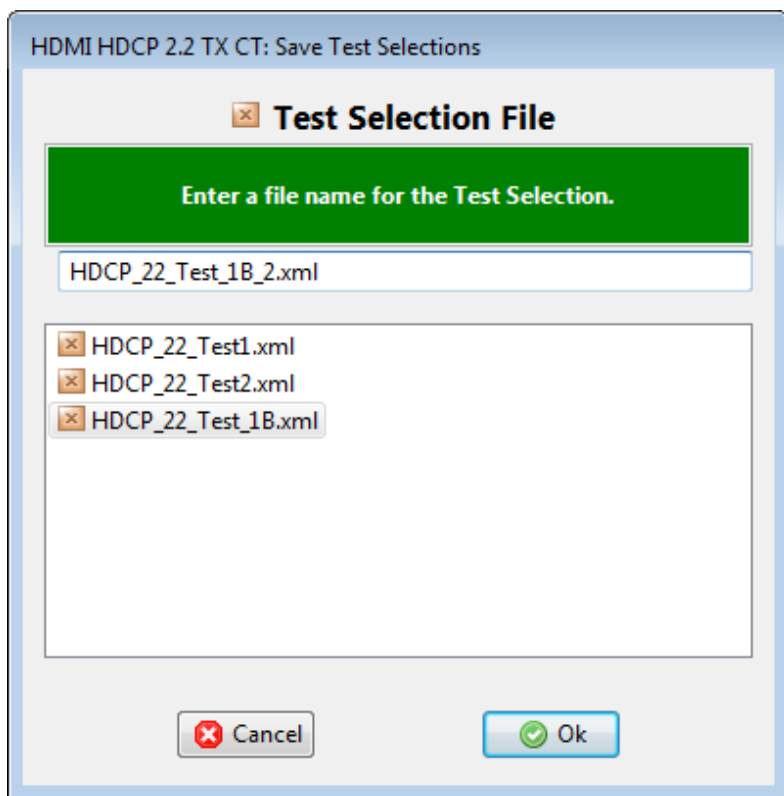 HDMI HDCP 2.2 TX CT: Save Test Selections
Test Selection File
Enter a file name for the Test Selection.
HDCP_22_Test_1B_2.xml
HDCP_22_Test1.xml
HDCP_22_Test2.xml
HDCP_22_Test_1B.xml
Cancel
Ok